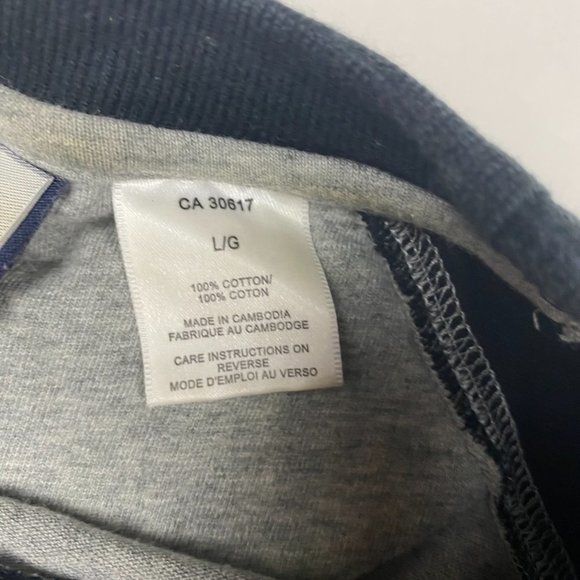 CA 30617
L/G
100% COTTON/
100% COTON
MADE IN CAMBODIA
FABRIQUE AU CAMBODGE
CARE INSTRUCTIONS ON
REVERSE
MODE D'EMPLOI AU VERSO